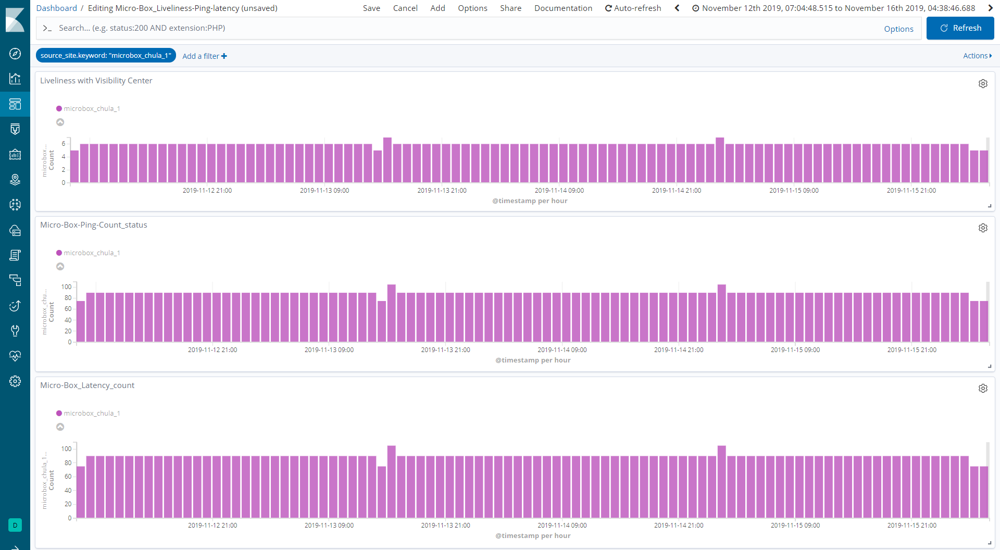 Dashboard / Editing Micro-Box_Liveliness-Ping-latency (unsaved) Save Cancel Add Options Share Documentation Auto-refresh November 12th 2019, 07:04:48.515 to November 16th 2019, 04:38:46.688
>_ Search... (e.g. status:200 AND extension:PHP) Options Refresh
source_site.keyword: "microbox_chula_1" Add a filter Actions
Liveliness with Visibility Center
microbox_chula_1
microbox...
Count
6
4
2
0
2019-11-12 21:00 2019-11-13 09:00 2019-11-13 21:00 2019-11-14 09:00 2019-11-14 21:00 2019-11-15 09:00 2019-11-15 21:00
@timestamp per hour
Micro-Box-Ping-Count_status
microbox_chula_1
microbox_chu...
Count
100
80
60
40
20
0
2019-11-12 21:00 2019-11-13 09:00 2019-11-13 21:00 2019-11-14 09:00 2019-11-14 21:00 2019-11-15 09:00 2019-11-15 21:00
@timestamp per hour
Micro-Box_Latency_count
microbox_chula_1
microbox_chula_1...
Count
100
80
60
40
20
0
2019-11-12 21:00 2019-11-13 09:00 2019-11-13 21:00 2019-11-14 09:00 2019-11-14 21:00 2019-11-15 09:00 2019-11-15 21:00
@timestamp per hour
D